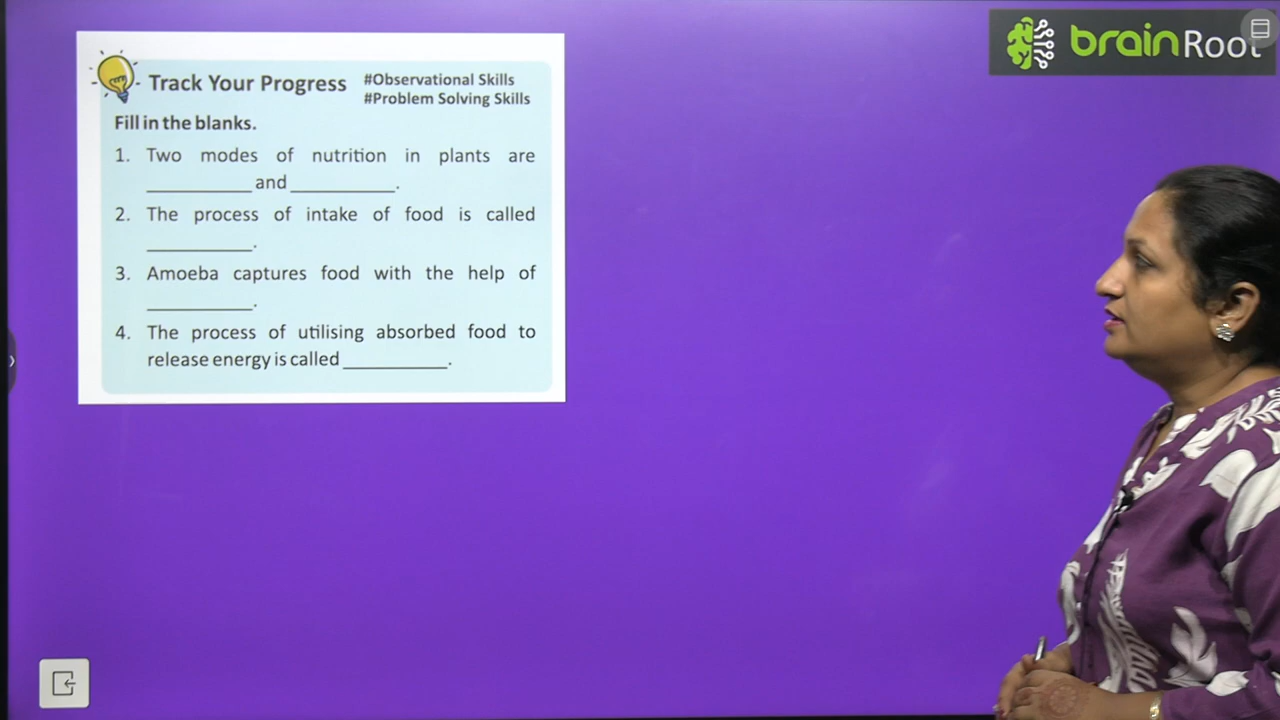 brainRoot
Track Your Progress #Observational Skills
#Problem Solving Skills
Fill in the blanks.
1. Two modes of nutrition in plants are
___________ and ___________.
2. The process of intake of food is called
___________.
3. Amoeba captures food with the help of
___________.
4. The process of utilising absorbed food to
release energy is called ___________.